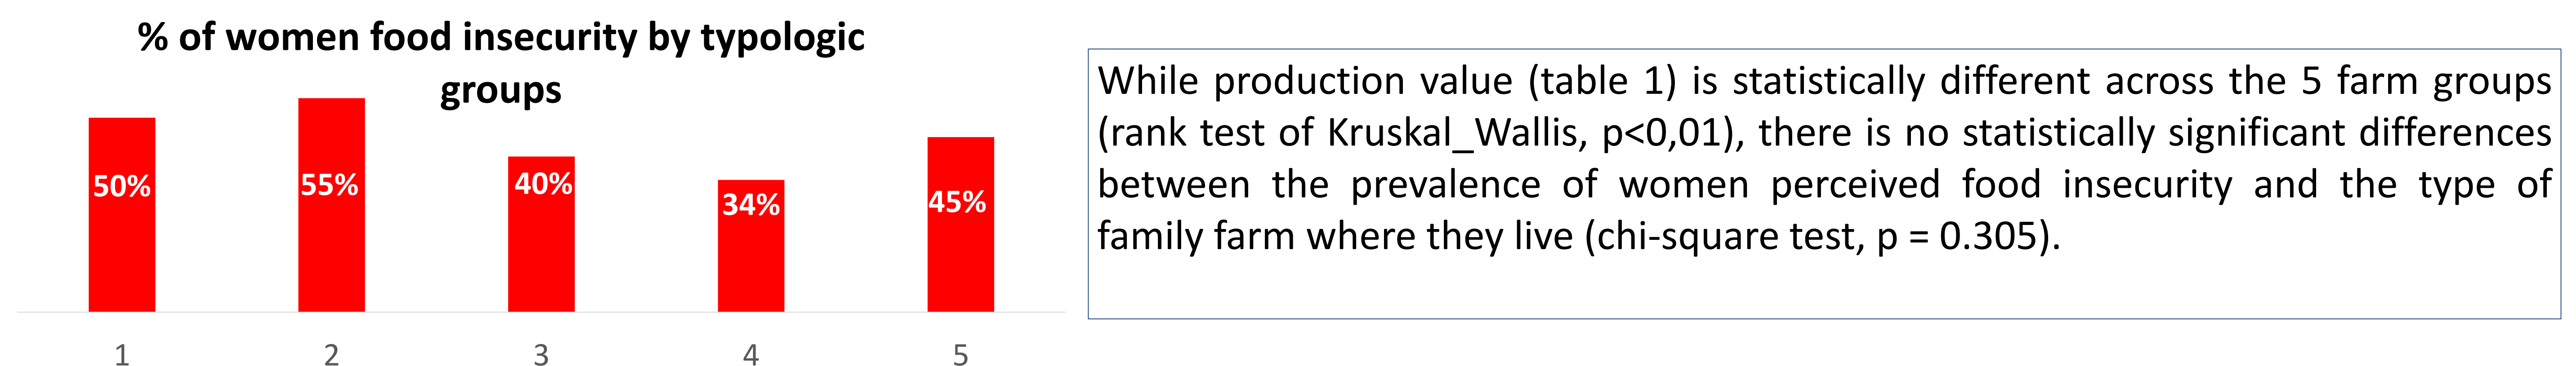 % of women food insecurity by typologic
groups
50%
55%
40%
34%
45%
1
2
3
4
5
While production value (table 1) is statistically different across the 5 farm groups
(rank test of Kruskal_Wallis, p<0,01), there is no statistically significant differences
between the prevalence of women perceived food insecurity and the type of
family farm where they live (chi-square test, p = 0.305).